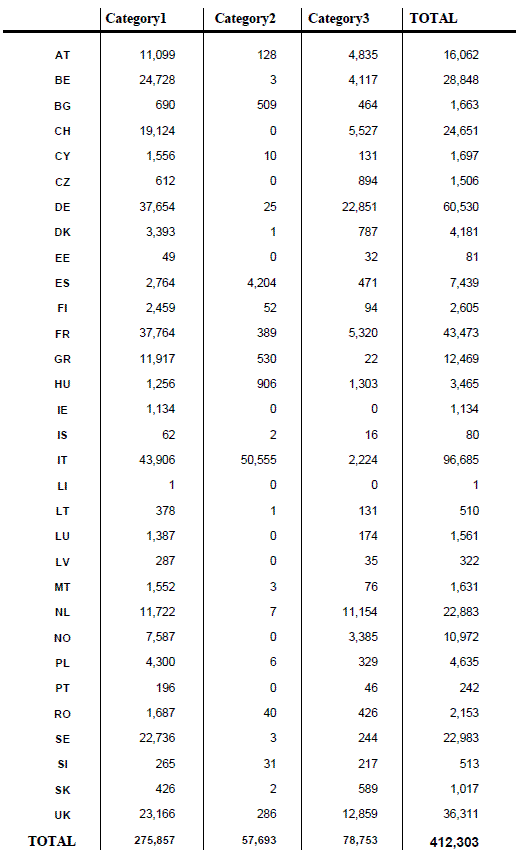 Category1 Category2 Category3 TOTAL
AT 11,099 128 4,835 16,062
BE 24,728 3 4,117 28,848
BG 690 509 464 1,663
CH 19,124 0 5,527 24,651
CY 1,556 10 131 1,697
CZ 612 0 894 1,506
DE 37,654 25 22,851 60,530
DK 3,393 1 787 4,181
EE 49 0 32 81
ES 2,764 4,204 471 7,439
FI 2,459 52 94 2,605
FR 37,764 389 5,320 43,473
GR 11,917 530 22 12,469
HU 1,256 906 1,303 3,465
IE 1,134 0 0 1,134
IS 62 2 16 80
IT 43,906 50,555 2,224 96,685
LI 1 0 0 1
LT 378 1 131 510
LU 1,387 0 174 1,561
LV 287 0 35 322
MT 1,552 3 76 1,631
NL 11,722 7 11,154 22,883
NO 7,587 0 3,385 10,972
PL 4,300 6 329 4,635
PT 196 0 46 242
RO 1,687 40 426 2,153
SE 22,736 3 244 22,983
SI 265 31 217 513
SK 426 2 589 1,017
UK 23,166 286 12,859 36,311
TOTAL 275,857 57,693 78,753 412,303